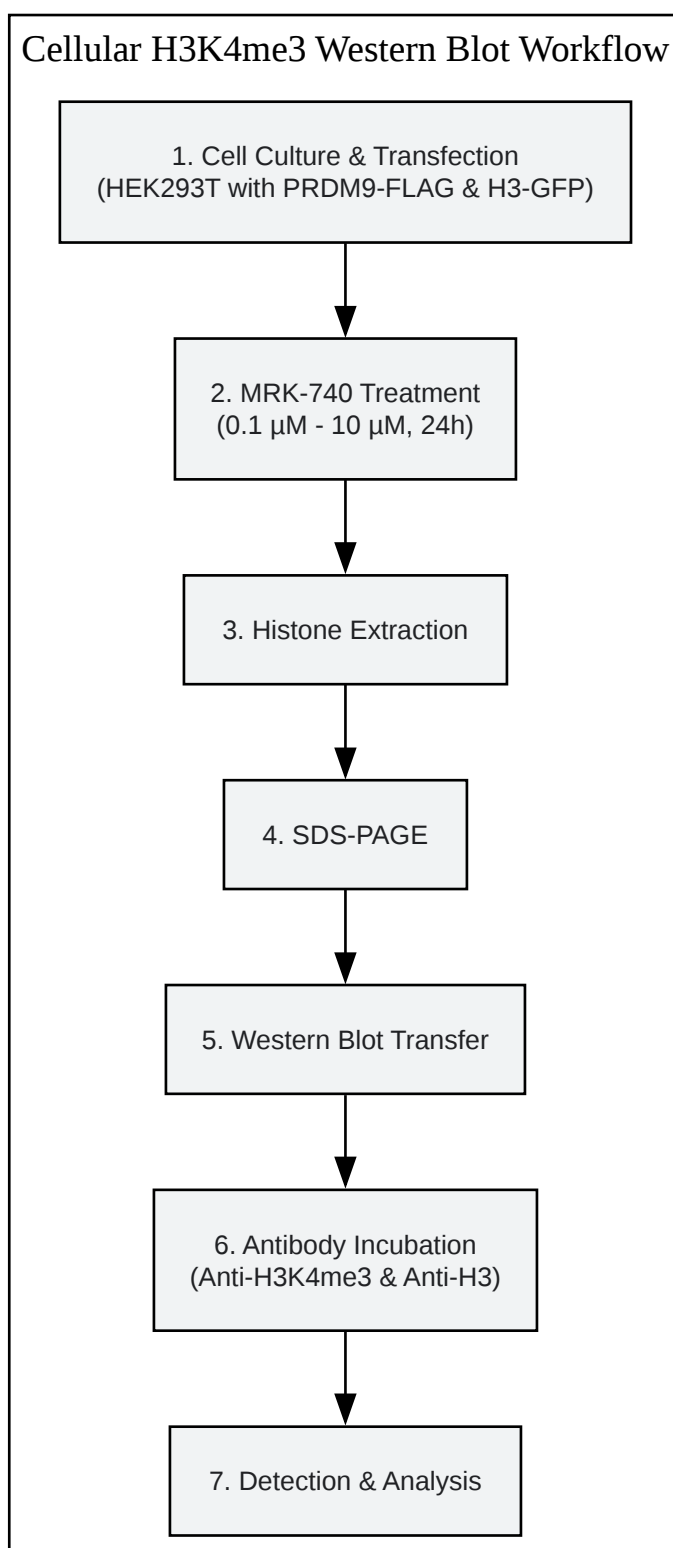 Cellular H3K4me3 Western Blot Workflow
1. Cell Culture & Transfection
(HEK293T with PRDM9-FLAG & H3-GFP)
2. MRK-740 Treatment
(0.1 µM - 10 µM, 24h)
3. Histone Extraction
4. SDS-PAGE
5. Western Blot Transfer
6. Antibody Incubation
(Anti-H3K4me3 & Anti-H3)
7. Detection & Analysis